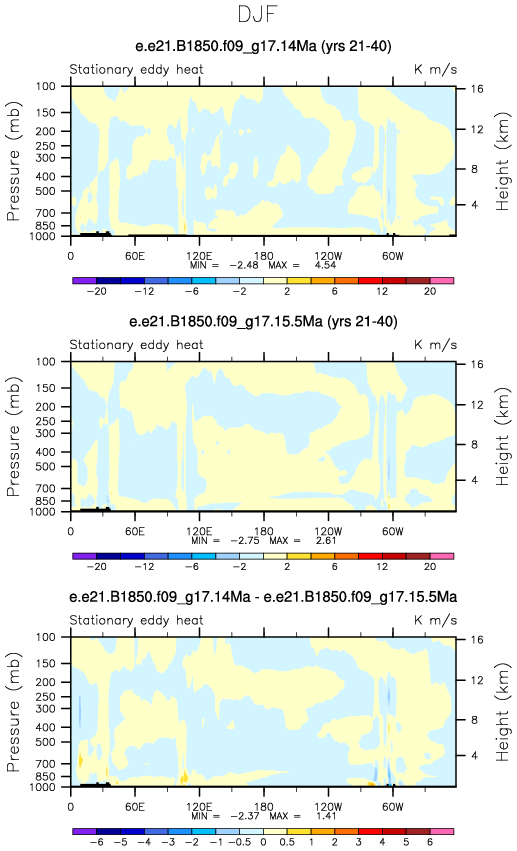 DJF
e.e21.B1850.f09_g17.14Ma (yrs 21-40)
Stationary eddy heat K m/s
Pressure (mb)
100
150
200
250
300
400
500
700
850
1000
16
12
8
4
Height (km)
0 60E 120E 180 120W 60W
MIN = -2.48 MAX = 4.54
-20 -12 -6 -2 2 6 12 20
e.e21.B1850.f09_g17.15.5Ma (yrs 21-40)
Stationary eddy heat K m/s
Pressure (mb)
100
150
200
250
300
400
500
700
850
1000
16
12
8
4
Height (km)
0 60E 120E 180 120W 60W
MIN = -2.75 MAX = 2.61
-20 -12 -6 -2 2 6 12 20
e.e21.B1850.f09_g17.14Ma - e.e21.B1850.f09_g17.15.5Ma
Stationary eddy heat K m/s
Pressure (mb)
100
150
200
250
300
400
500
700
850
1000
16
12
8
4
Height (km)
0 60E 120E 180 120W 60W
MIN = -2.37 MAX = 1.41
-6 -5 -4 -3 -2 -1 -0.5 0 0.5 1 2 3 4 5 6